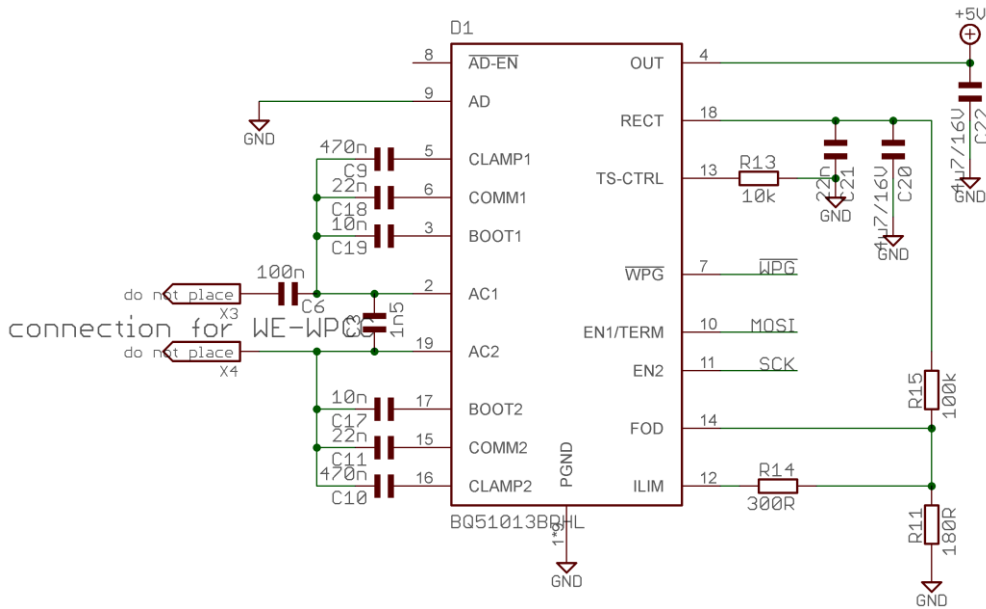 +5V
D1
8 AD-EN OUT 4
9 AD
GND
C22
4µ7/16V
GND
RECT 18
470n
C9
5 CLAMP1
22n
C18
6 COMM1
10n
C19
3 BOOT1
TS-CTRL 13
R13
10k
22n
C21
GND
4µ7/16V
C20
GND
100n
C6
do not place
X3
2 AC1
WPG 7 WPG
1n5
connection for WE-WPC
do not place
X4
19 AC2
EN1/TERM 10 MOSI
EN2 11 SCK
10n
C17
17 BOOT2
22n
C11
15 COMM2
470n
C10
16 CLAMP2
R15
100k
FOD 14
ILIM 12
R14
300R
R11
180R
GND
PGND
BQ51013BRHL
GND